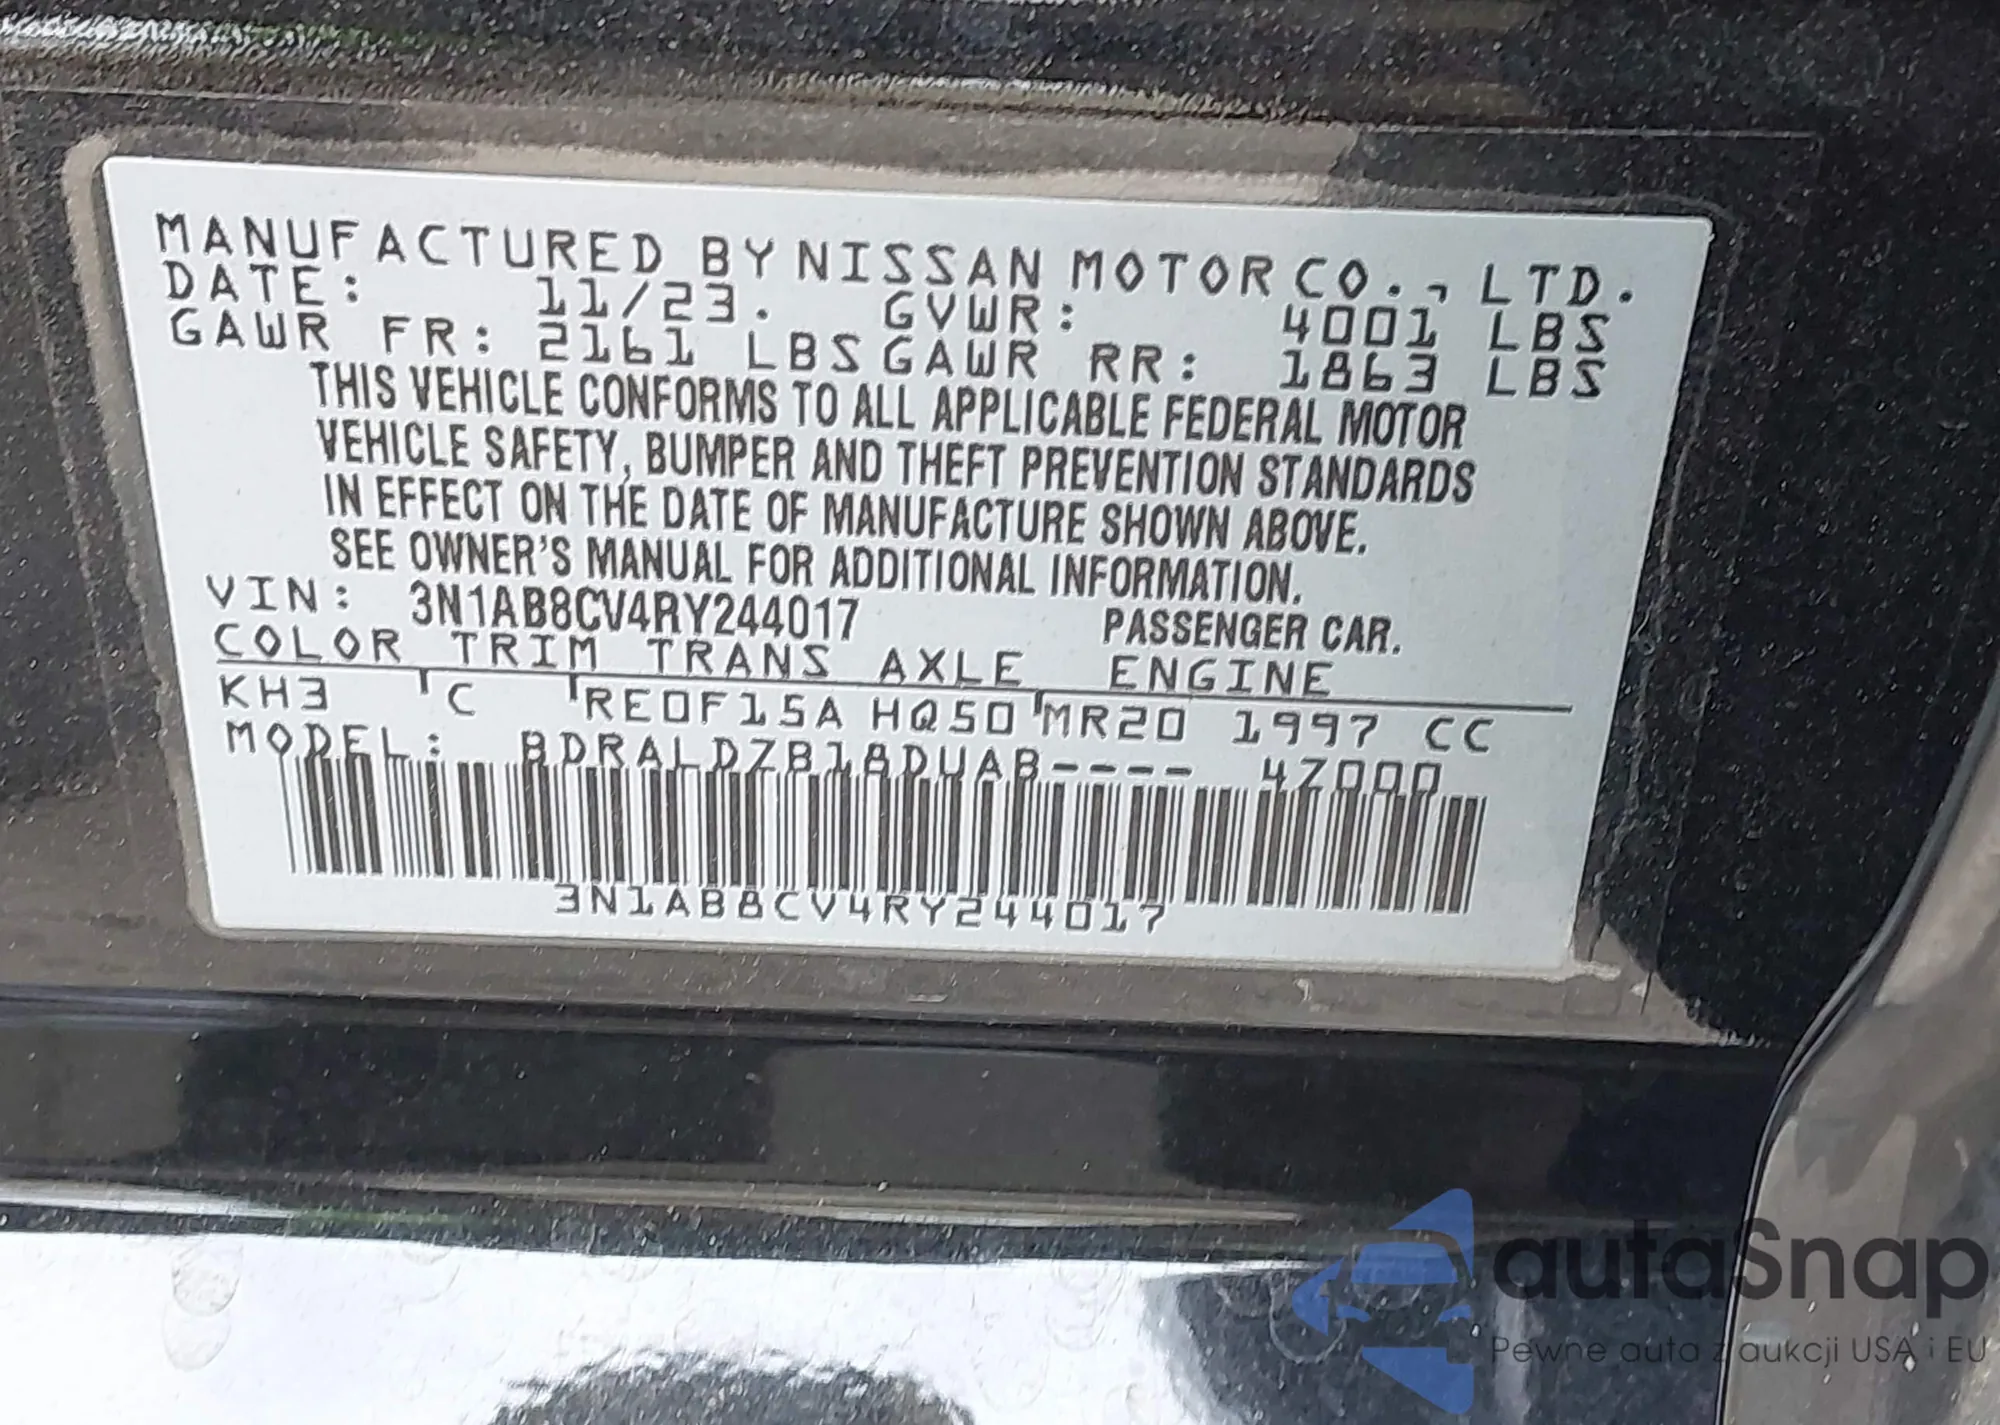 MANUFACTURED BY NISSAN MOTOR CO., LTD.
DATE: 11/23. GVWR: 4001 LBS
GAWR FR: 2161 LBS GAWR RR: 1863 LBS
THIS VEHICLE CONFORMS TO ALL APPLICABLE FEDERAL MOTOR
VEHICLE SAFETY, BUMPER AND THEFT PREVENTION STANDARDS
IN EFFECT ON THE DATE OF MANUFACTURE SHOWN ABOVE.
SEE OWNER'S MANUAL FOR ADDITIONAL INFORMATION.
VIN: 3N1AB8CV4RY244017 PASSENGER CAR.
COLOR TRIM TRANS AXLE ENGINE
KH3 C RE0F15A HQ50 MR20 1997 CC
MODEL: BDRALDZB18DUAB---- 4Z000
3N1AB8CV4RY244017
autaSnap
Pewne auta z aukcji USA i EU